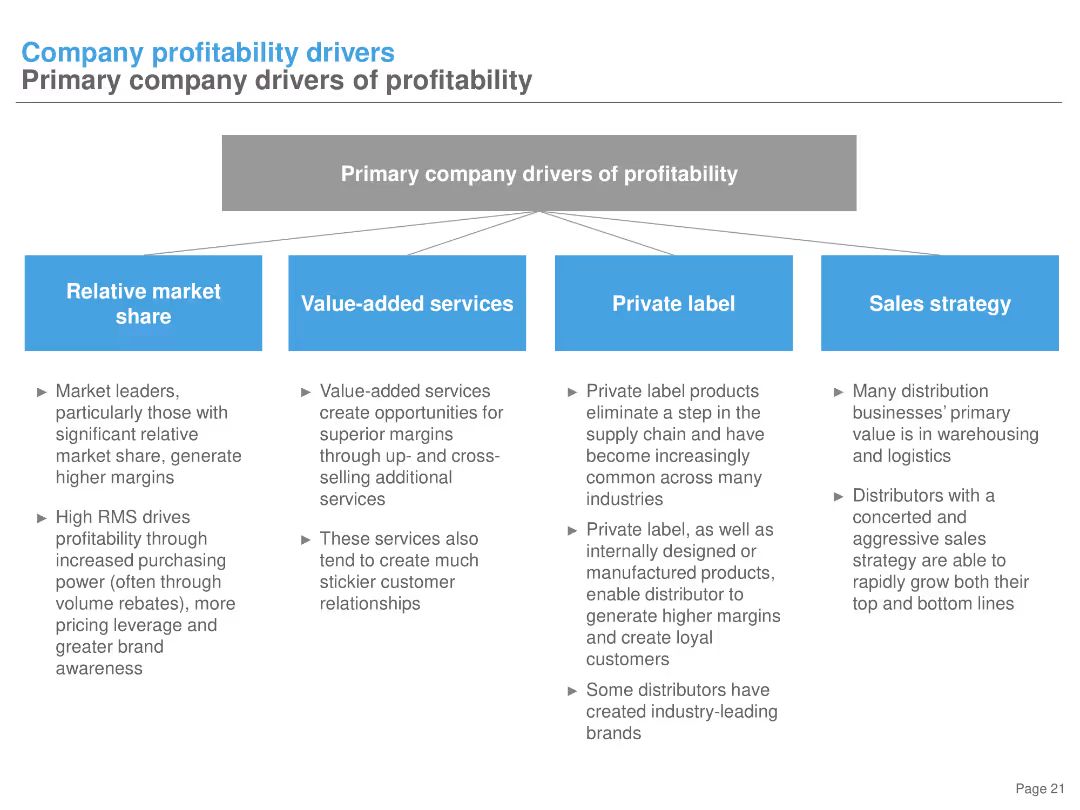 Company profitability drivers
Primary company drivers of profitability
Primary company drivers of profitability
Relative market
share
Value-added services
Private label
Sales strategy
► Market leaders,
particularly those with
significant relative
market share, generate
higher margins
► High RMS drives
profitability through
increased purchasing
power (often through
volume rebates), more
pricing leverage and
greater brand
awareness
► Value-added services
create opportunities for
superior margins
through up- and cross-
selling additional
services
► These services also
tend to create much
stickier customer
relationships
► Private label products
eliminate a step in the
supply chain and have
become increasingly
common across many
industries
► Private label, as well as
internally designed or
manufactured products,
enable distributor to
generate higher margins
and create loyal
customers
► Some distributors have
created industry-leading
brands
► Many distribution
businesses’ primary
value is in warehousing
and logistics
► Distributors with a
concerted and
aggressive sales
strategy are able to
rapidly grow both their
top and bottom lines
Page 21